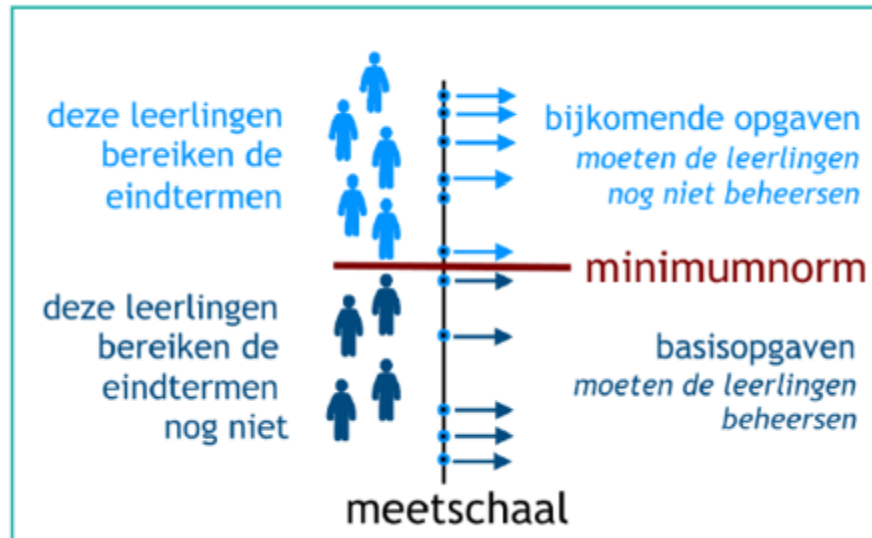 deze leerlingen
bereiken de
eindtermen
bijkomende opgaven
moeten de leerlingen
nog niet beheersen
minimumnorm
deze leerlingen
bereiken de
eindtermen
nog niet
basisopgaven
moeten de leerlingen
beheersen
meetschaal